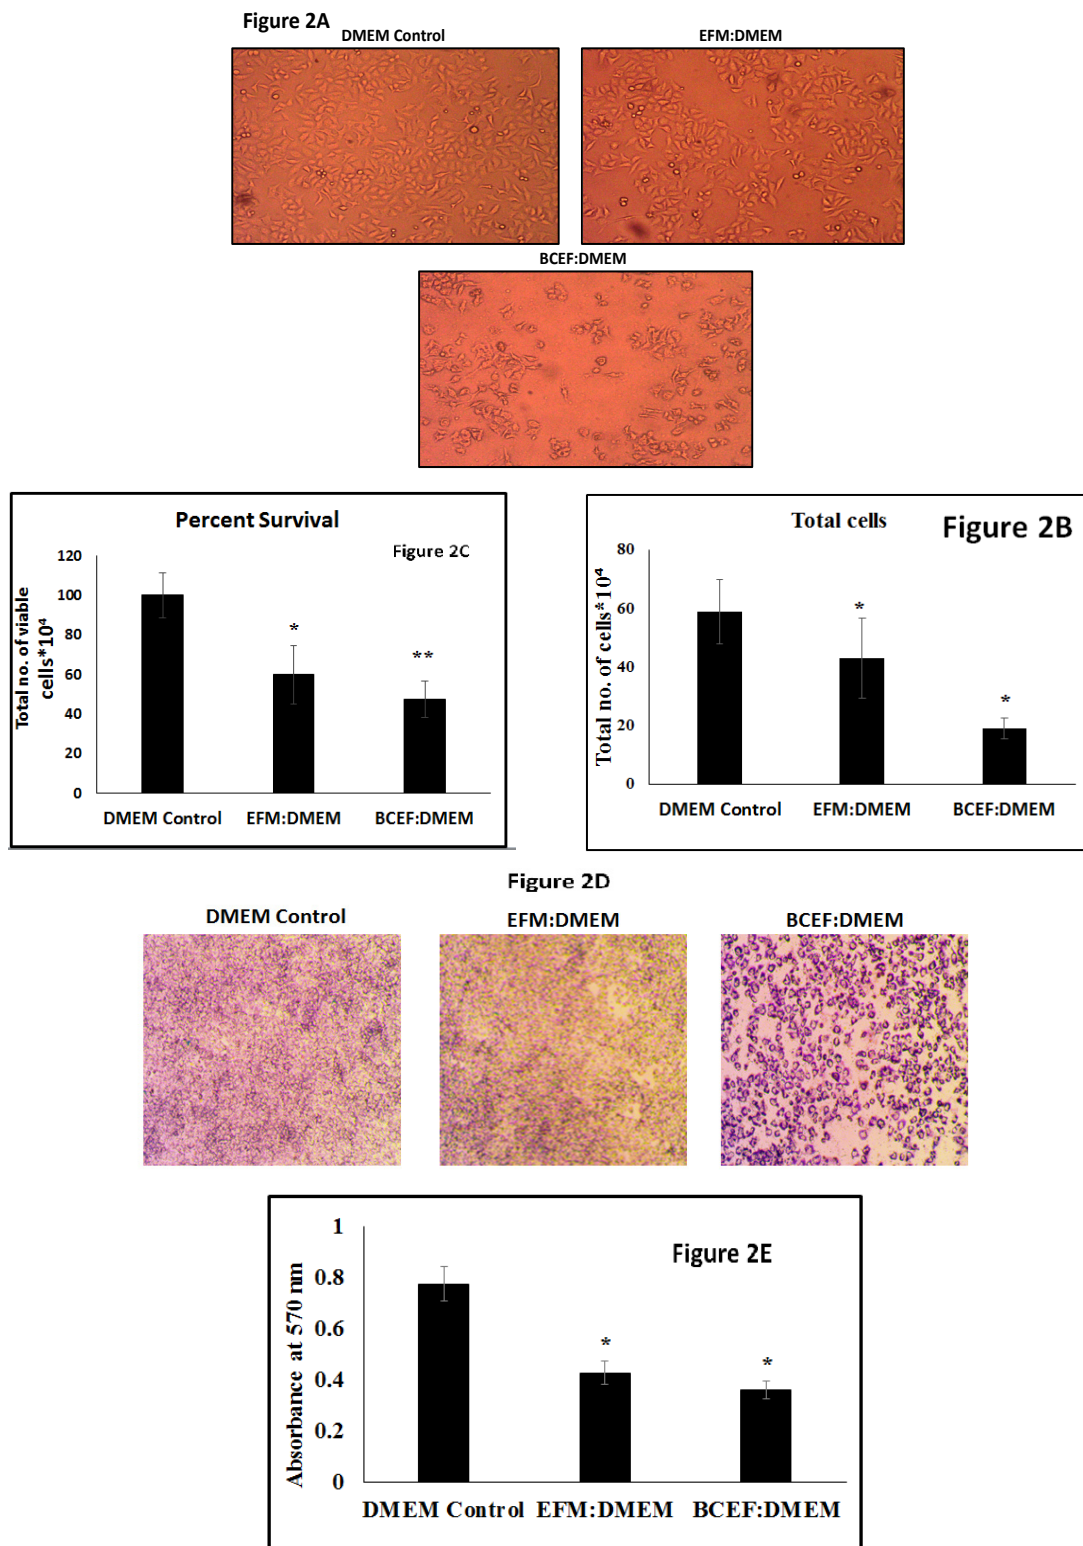 Figure 2A
DMEM Control
EFM:DMEM
BCEF:DMEM
Percent Survival
Figure 2C
Total no. of viable
cells*10⁴
120
100
80
60
40
20
0
*
**
DMEM Control
EFM:DMEM
BCEF:DMEM
Total cells
Figure 2B
Total no. of cells*10⁴
80
60
40
20
0
*
*
DMEM Control
EFM:DMEM
BCEF:DMEM
Figure 2D
DMEM Control
EFM:DMEM
BCEF:DMEM
Figure 2E
Absorbance at 570 nm
1
0.8
0.6
0.4
0.2
0
*
*
DMEM Control
EFM:DMEM
BCEF:DMEM